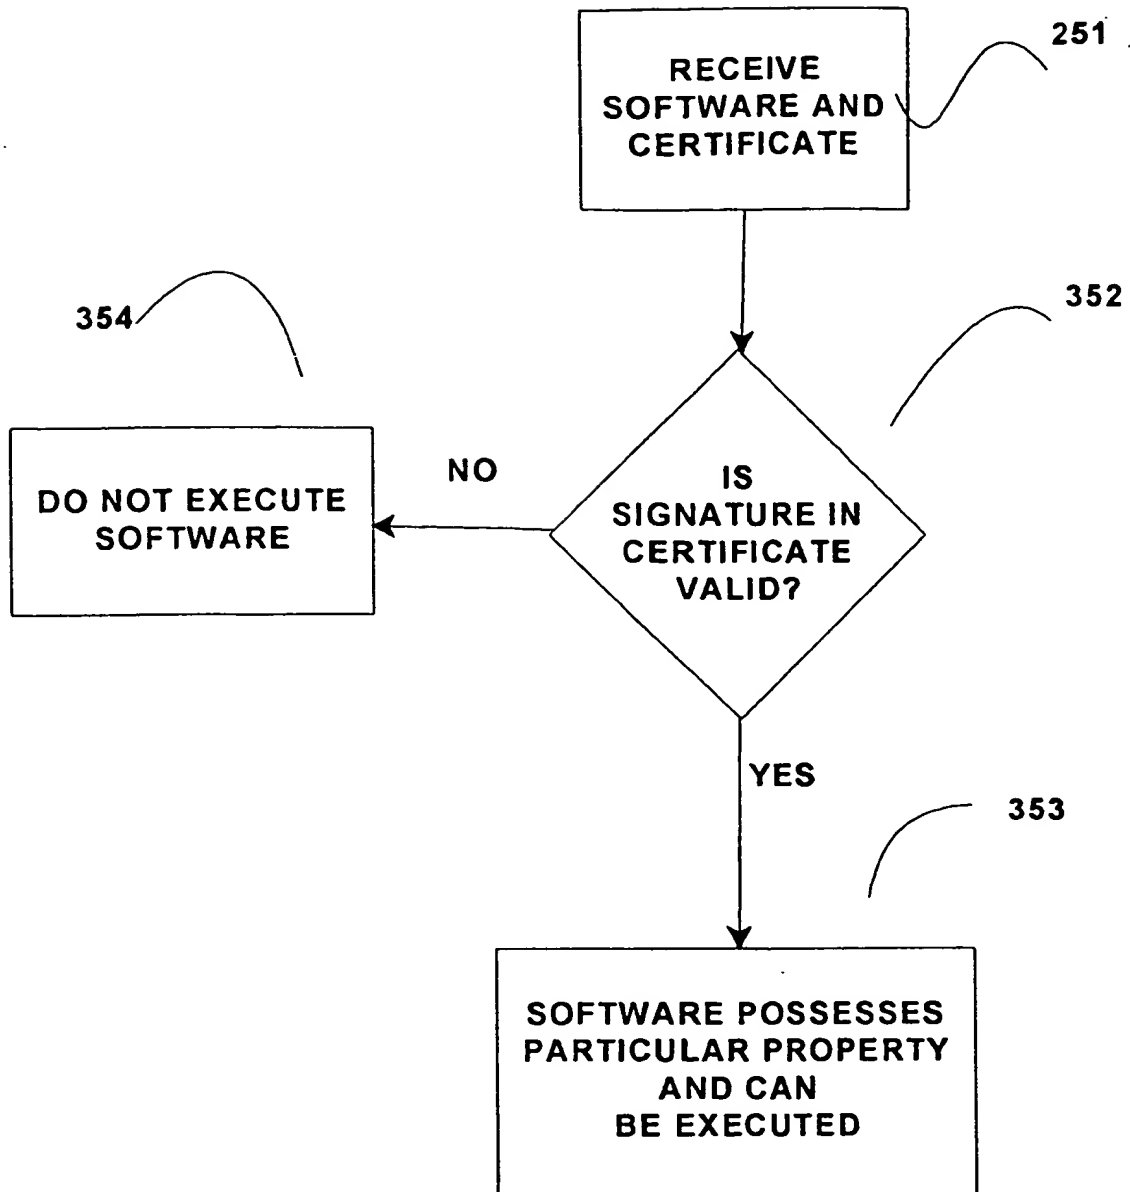 251
RECEIVE
SOFTWARE AND
CERTIFICATE
352
354
NO
IS
SIGNATURE IN
CERTIFICATE
VALID?
DO NOT EXECUTE
SOFTWARE
YES
353
SOFTWARE POSSESSES
PARTICULAR PROPERTY
AND CAN
BE EXECUTED